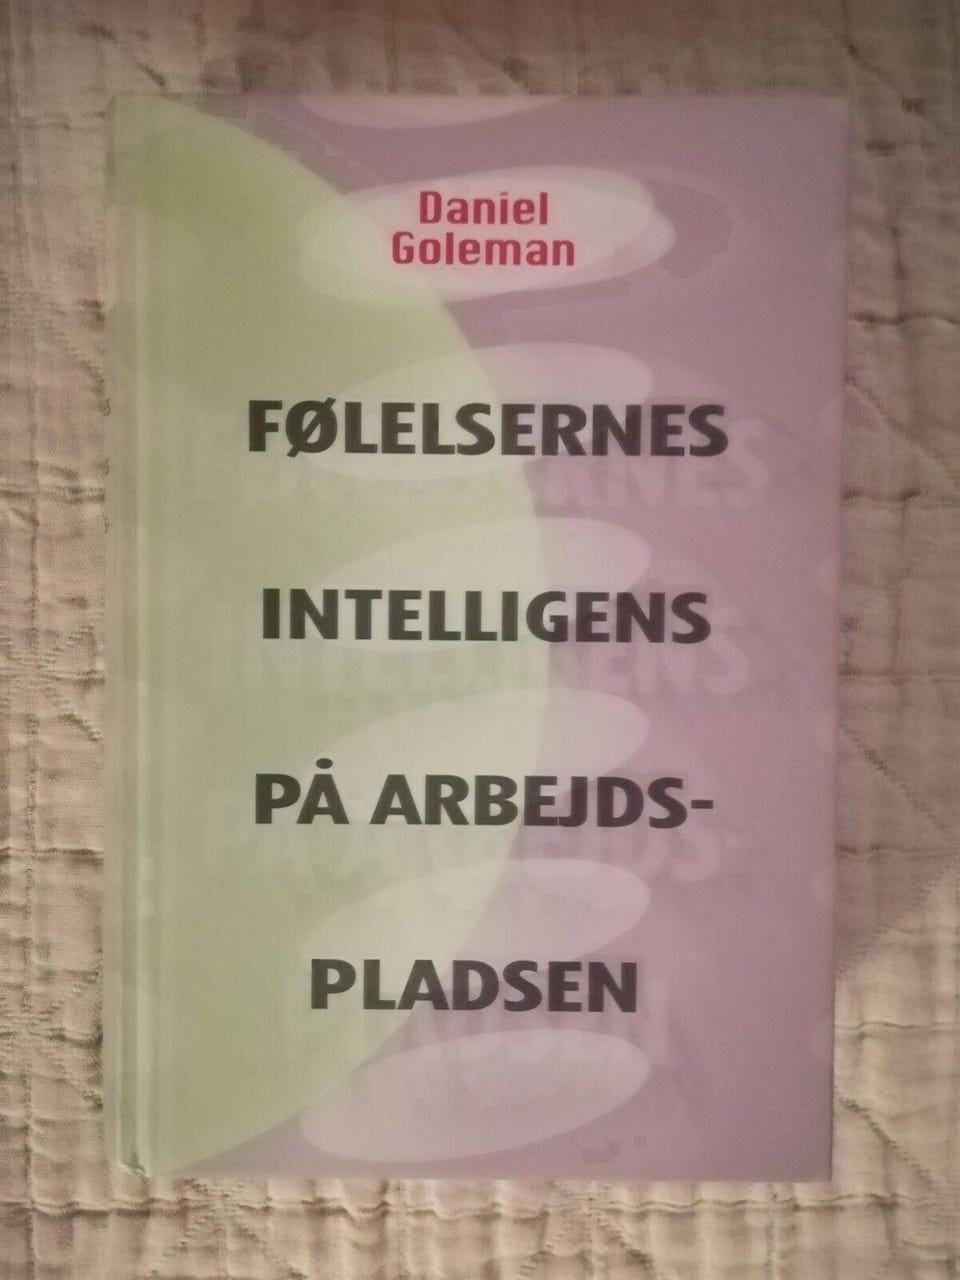 Daniel
Goleman
FØLELSERNES
INTELLIGENS
PÅ ARBEJDS-
PLADSEN